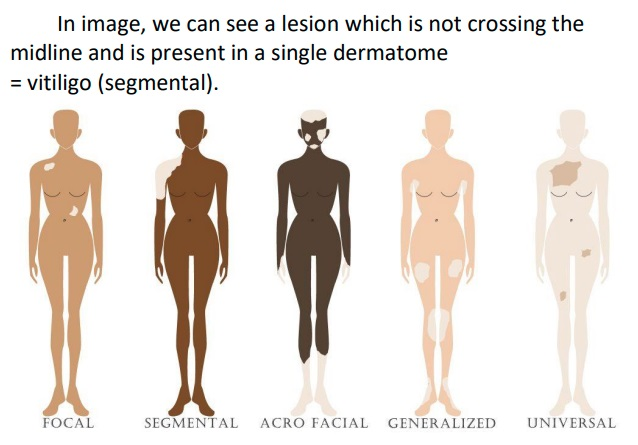 In image, we can see a lesion which is not crossing the
midline and is present in a single dermatome
= vitiligo (segmental).
FOCAL SEGMENTAL ACRO FACIAL GENERALIZED UNIVERSAL